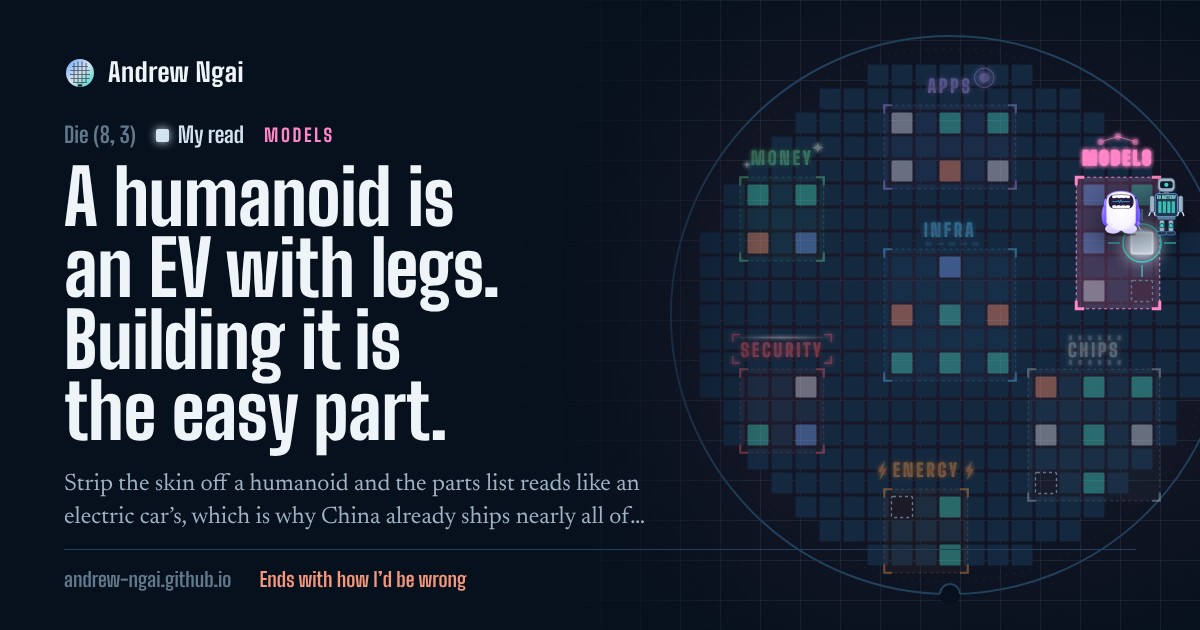 Andrew Ngai
Die (8, 3) My read MODELS
A humanoid is
an EV with legs.
Building it is
the easy part.
Strip the skin off a humanoid and the parts list reads like an
electric car’s, which is why China already ships nearly all of…
andrew-ngai.github.io Ends with how I’d be wrong
APPS
MONEY
MODELS
INFRA
SECURITY
CHIPS
ENERGY